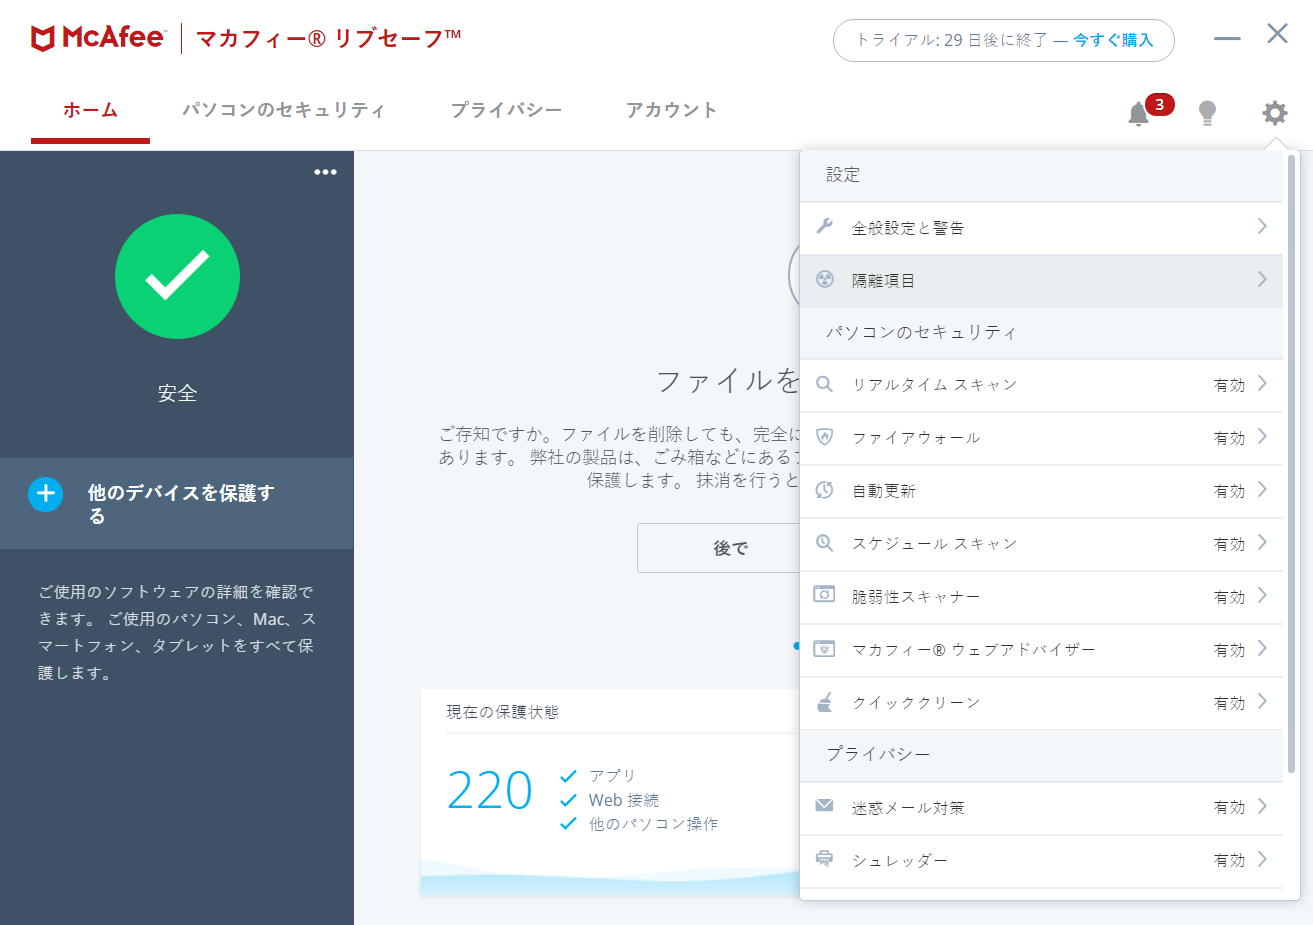 McAfee™ マカフィー® リブセーフ™
トライアル: 29 日後に終了 — 今すぐ購入
ホーム パソコンのセキュリティ プライバシー アカウント
3
安全
他のデバイスを保護す
る
ご使用のソフトウェアの詳細を確認で
きます。 ご使用のパソコン、Mac、ス
マートフォン、タブレットをすべて保
護します。
ファイルを
ご存知ですか。ファイルを削除しても、完全に
あります。 弊社の製品は、ごみ箱などにある
保護します。 抹消を行うと
後で
現在の保護状態
220
アプリ
Web 接続
他のパソコン操作
設定
全般設定と警告
隔離項目
パソコンのセキュリティ
リアルタイム スキャン 有効
ファイアウォール 有効
自動更新 有効
スケジュール スキャン 有効
脆弱性スキャナー 有効
マカフィー® ウェブアドバイザー 有効
クイッククリーン 有効
プライバシー
迷惑メール対策 有効
シュレッダー 有効